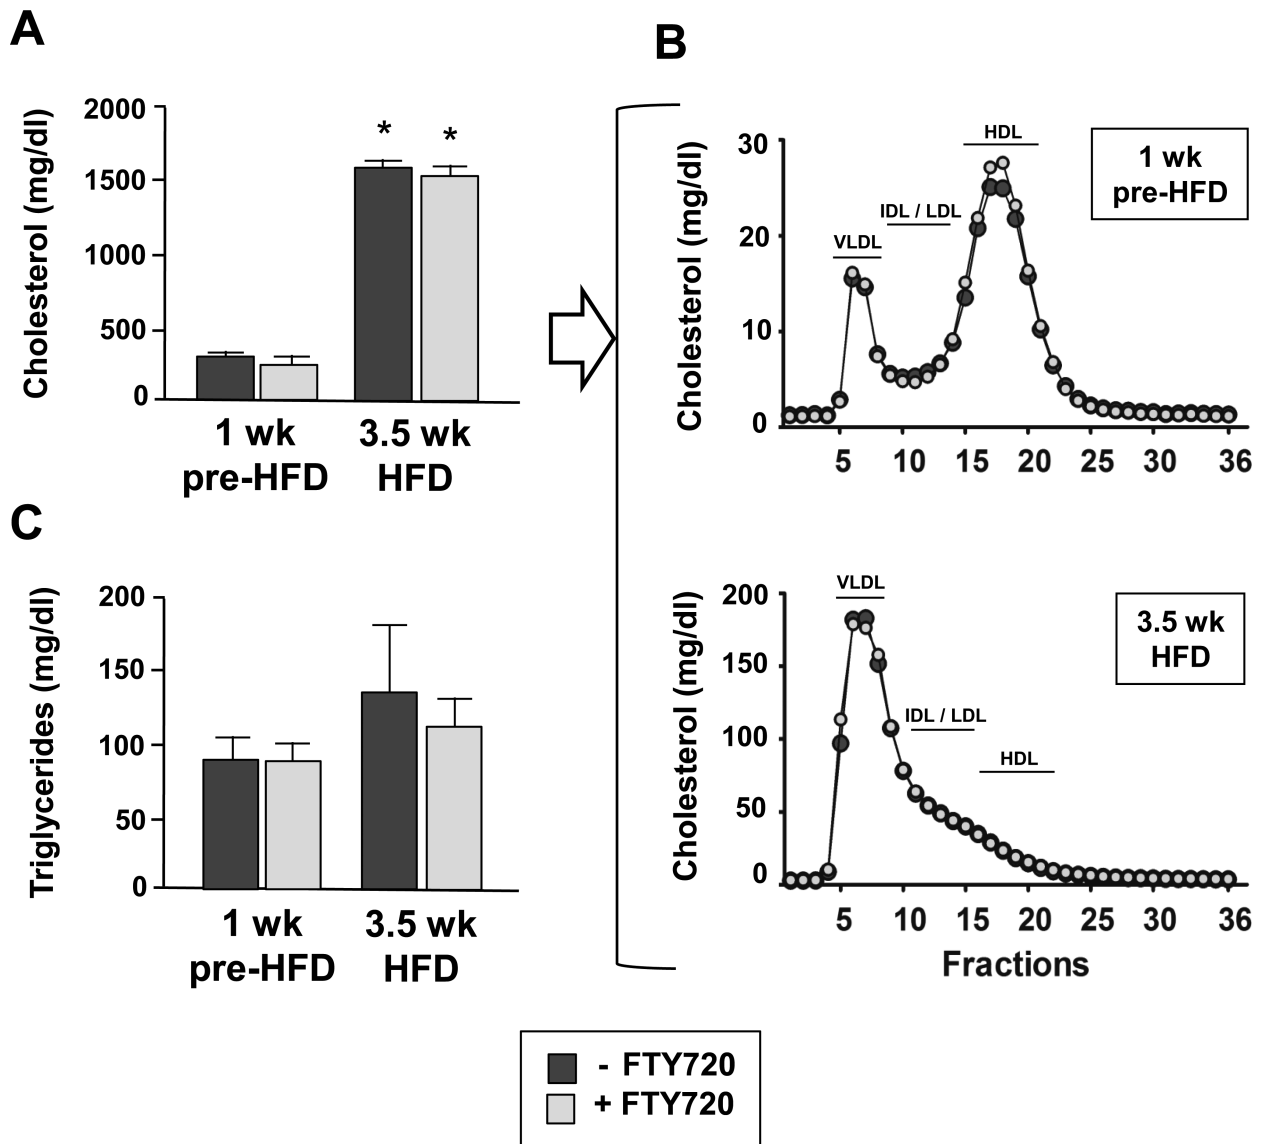 A
Cholesterol (mg/dl)
2000
1500
1000
500
0
*
*
1 wk
pre-HFD
3.5 wk
HFD
B
Cholesterol (mg/dl)
30
20
10
0
VLDL
IDL / LDL
HDL
1 wk
pre-HFD
5 10 15 20 25 30 36
C
Triglycerides (mg/dl)
200
150
100
50
0
1 wk
pre-HFD
3.5 wk
HFD
Cholesterol (mg/dl)
200
150
100
50
0
VLDL
IDL / LDL
HDL
3.5 wk
HFD
5 10 15 20 25 30 36
Fractions
- FTY720
+ FTY720